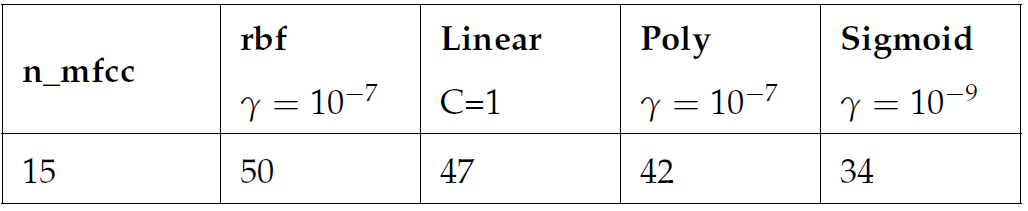 n_mfcc rbf Linear Poly Sigmoid
γ = 10⁻⁷ C=1 γ = 10⁻⁷ γ = 10⁻⁹
15 50 47 42 34